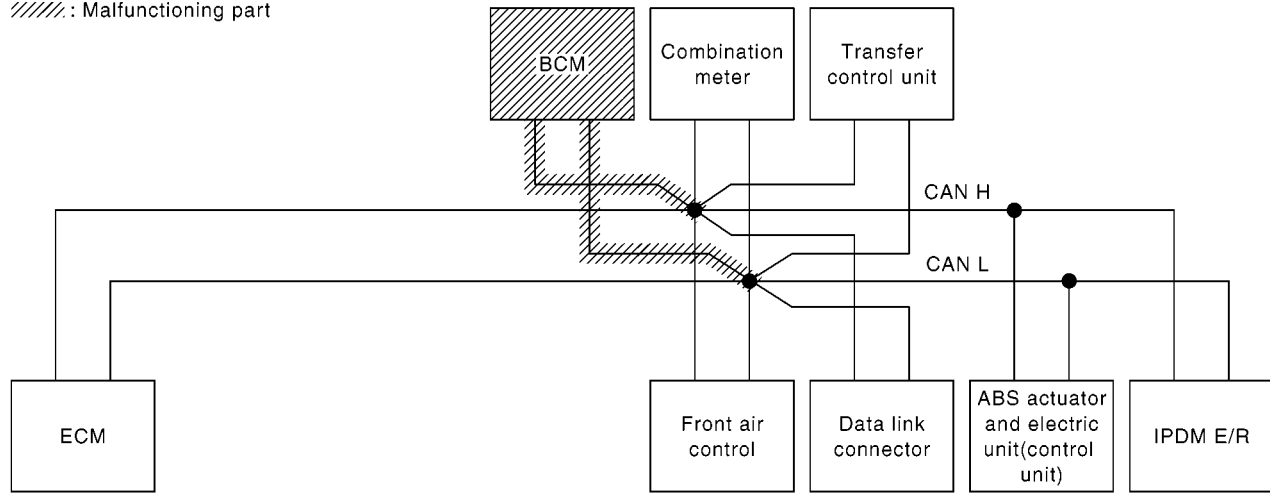 : Malfunctioning part
BCM
Combination
meter
Transfer
control unit
CAN H
CAN L
ECM
Front air
control
Data link
connector
ABS actuator
and electric
unit(control
unit)
IPDM E/R